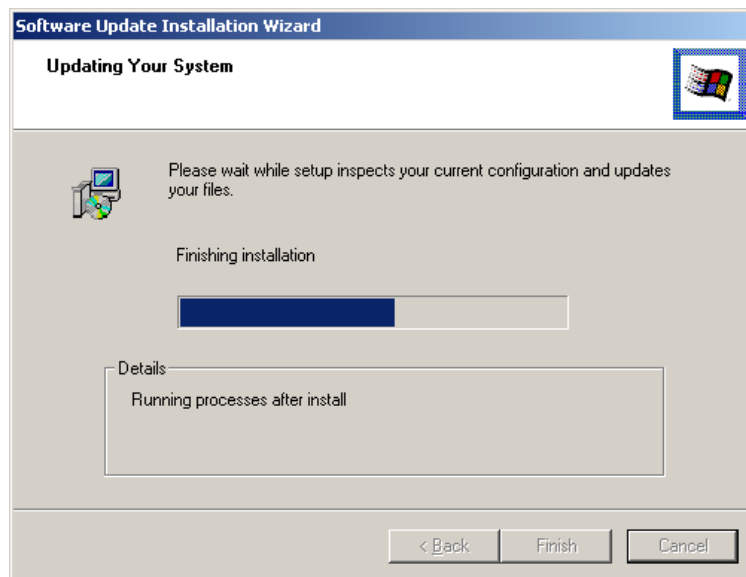 Software Update Installation Wizard
Updating Your System
Please wait while setup inspects your current configuration and updates
your files.
Finishing installation
Details
Running processes after install
< Back
Finish
Cancel